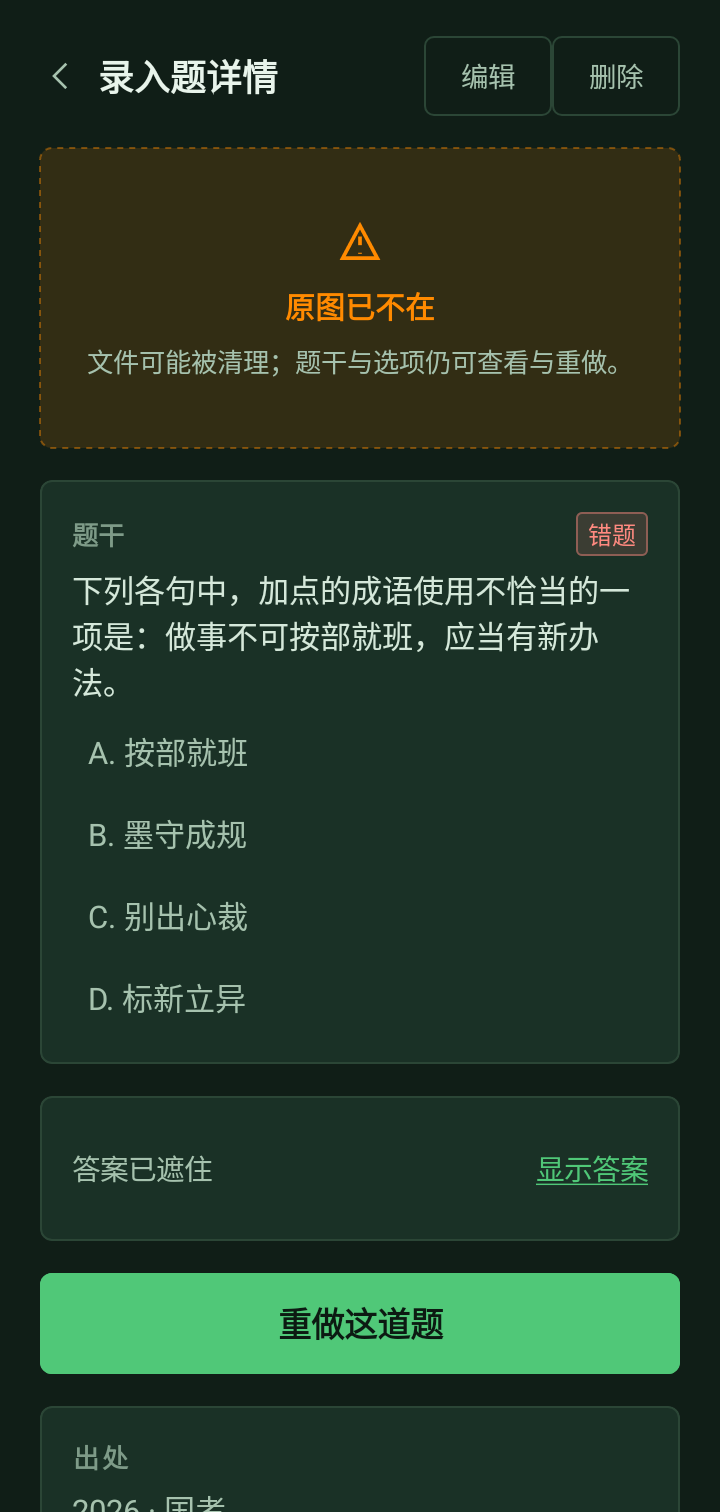 录入题详情
编辑
删除
原图已不在
文件可能被清理；题干与选项仍可查看与重做。
题干
错题
下列各句中，加点的成语使用不恰当的一
项是：做事不可按部就班，应当有新办
法。
A. 按部就班
B. 墨守成规
C. 别出心裁
D. 标新立异
答案已遮住
显示答案
重做这道题
出处
2026 · 国考